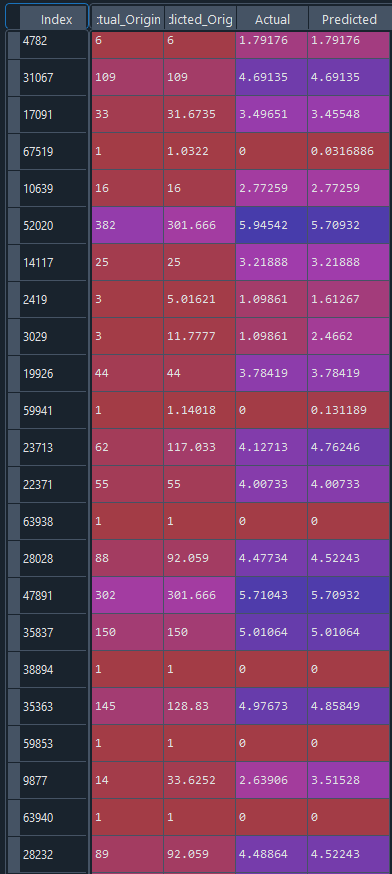 Index tual_Origin dicted_Orig Actual Predicted
4782 6 6 1.79176 1.79176
31067 109 109 4.69135 4.69135
17091 33 31.6735 3.49651 3.45548
67519 1 1.0322 0 0.0316886
10639 16 16 2.77259 2.77259
52020 382 301.666 5.94542 5.70932
14117 25 25 3.21888 3.21888
2419 3 5.01621 1.09861 1.61267
3029 3 11.7777 1.09861 2.4662
19926 44 44 3.78419 3.78419
59941 1 1.14018 0 0.131189
23713 62 117.033 4.12713 4.76246
22371 55 55 4.00733 4.00733
63938 1 1 0 0
28028 88 92.059 4.47734 4.52243
47891 302 301.666 5.71043 5.70932
35837 150 150 5.01064 5.01064
38894 1 1 0 0
35363 145 128.83 4.97673 4.85849
59853 1 1 0 0
9877 14 33.6252 2.63906 3.51528
63940 1 1 0 0
28232 89 92.059 4.48864 4.52243